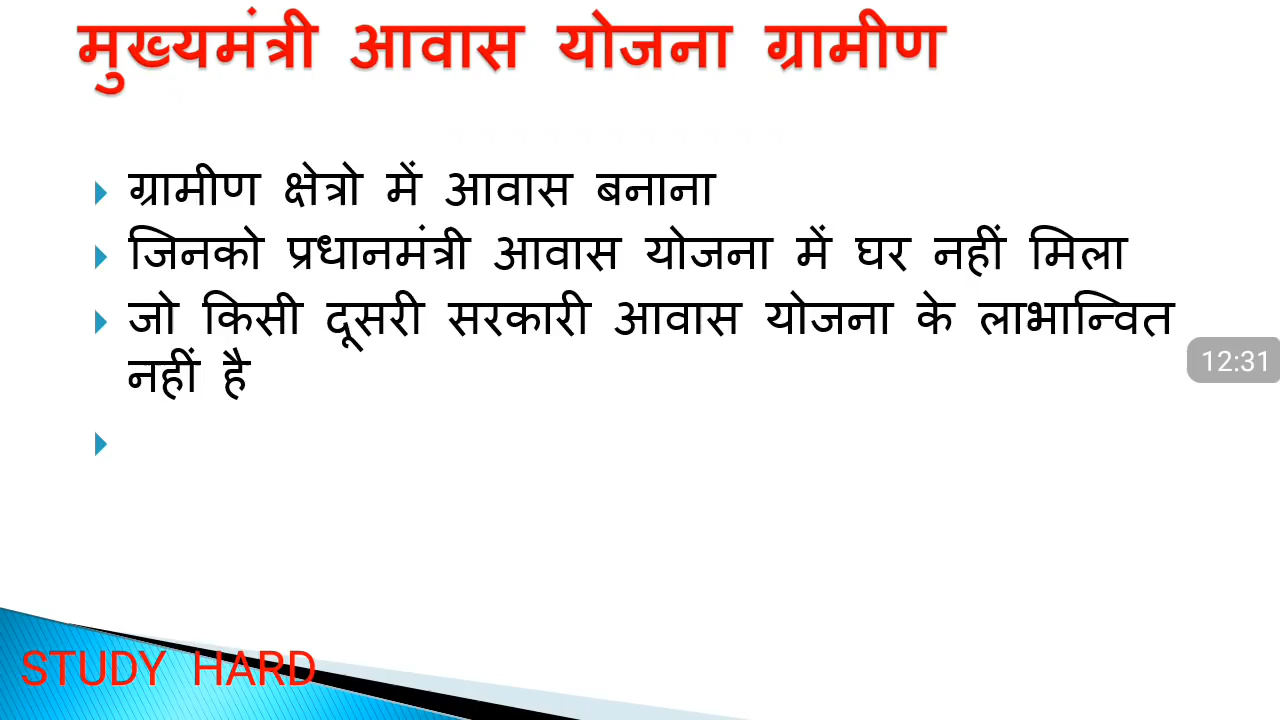 मुख्यमंत्री आवास योजना ग्रामीण
ग्रामीण क्षेत्रो में आवास बनाना
जिनको प्रधानमंत्री आवास योजना में घर नहीं मिला
जो किसी दूसरी सरकारी आवास योजना के लाभान्वित
नहीं है
12:31
STUDY HARD